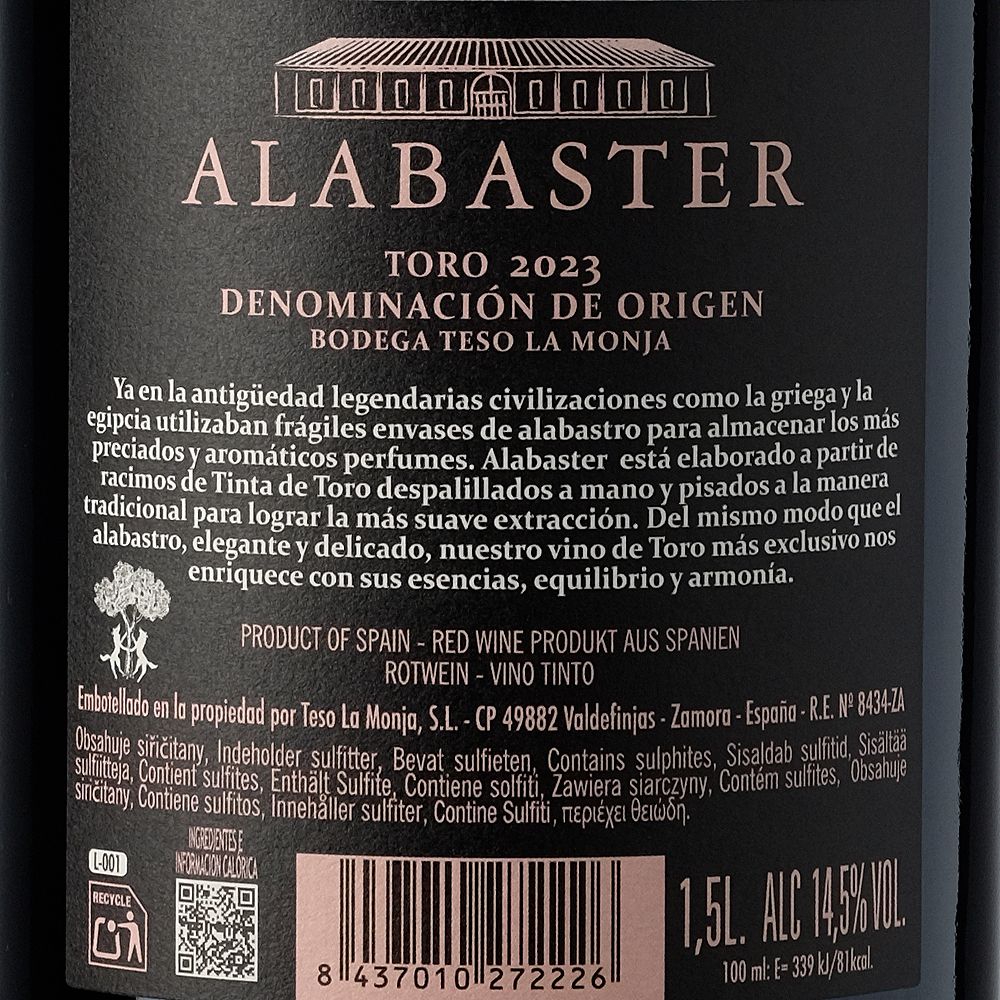 ALABASTER
TORO 2023
DENOMINACIÓN DE ORIGEN
BODEGA TESO LA MONJA
Ya en la antigüedad legendarias civilizaciones como la griega y la
egipcia utilizaban frágiles envases de alabastro para almacenar los más
preciados y aromáticos perfumes. Alabaster está elaborado a partir de
racimos de Tinta de Toro despalillados a mano y pisados a la manera
tradicional para lograr la más suave extracción. Del mismo modo que el
alabastro, elegante y delicado, nuestro vino de Toro más exclusivo nos
enriquece con sus esencias, equilibrio y armonía.
PRODUCT OF SPAIN - RED WINE PRODUKT AUS SPANIEN
ROTWEIN - VINO TINTO
Embotellado en la propiedad por Teso La Monja, S.L. - CP 49882 Valdefinjas - Zamora - España - R.E. Nº 8434-ZA
Obsahuje siřičitany, Indeholder sulfitter, Bevat sulfieten, Contains sulphites, Sisaldab sulfitid, Sisältää
sulfiitteja, Contient sulfites, Enthält Sulfite, Contiene solfiti, Zawiera siarczyny, Contém sulfites, Obsahuje
siričitany, Contiene sulfitos, Innehåller sulfiter, Contine Sulfiti, περιέχει θειώδη.
INGREDIENTES E
INFORMACIÓN CALÓRICA
L-001
RECYCLE
8 437010 272226
1,5L. ALC 14,5% VOL.
100 ml: E= 339 kJ/81kcal.